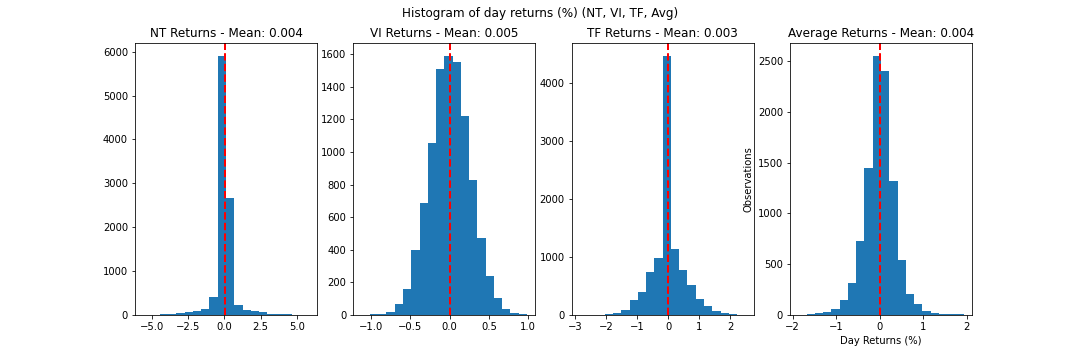 Histogram of day returns (%) (NT, VI, TF, Avg)
NT Returns - Mean: 0.004
6000
5000
4000
3000
2000
1000
0
−5.0 −2.5 0.0 2.5 5.0
VI Returns - Mean: 0.005
1600
1400
1200
1000
800
600
400
200
0
−1.0 −0.5 0.0 0.5 1.0
TF Returns - Mean: 0.003
4000
3000
2000
1000
0
−3 −2 −1 0 1 2
Average Returns - Mean: 0.004
Observations
2500
2000
1500
1000
500
0
−2 −1 0 1 2
Day Returns (%)